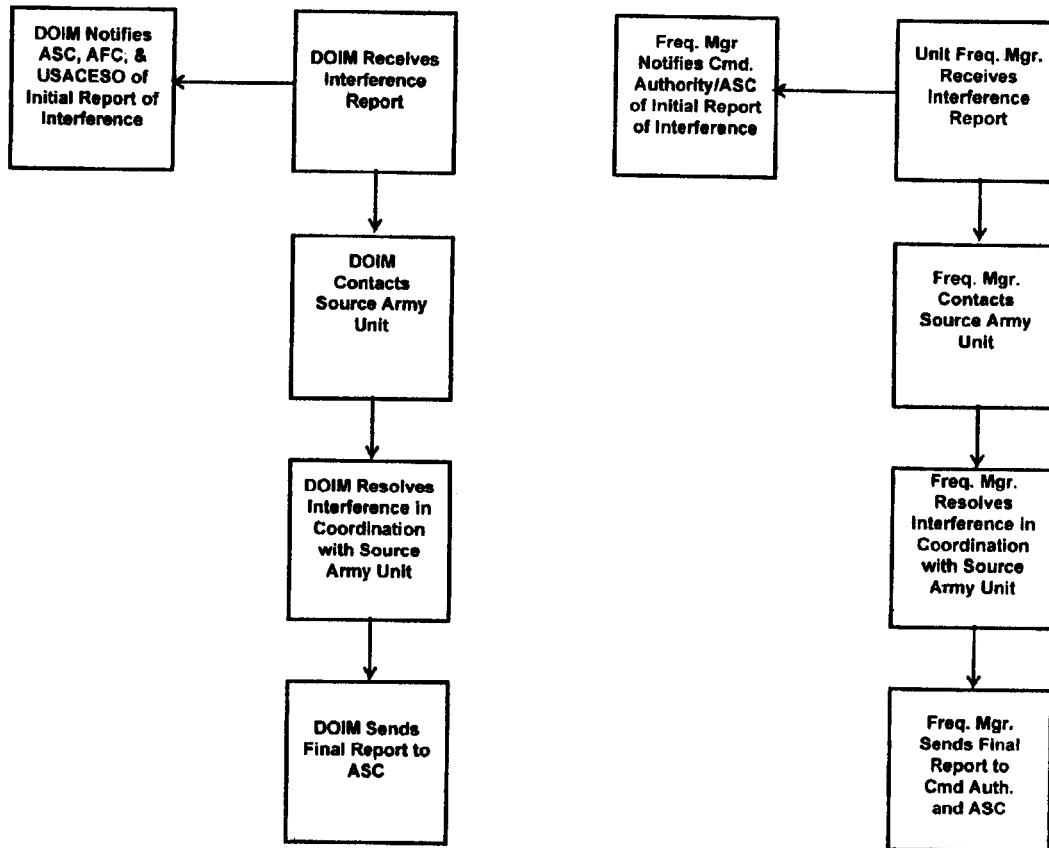 DOIM Notifies
ASC, AFC, &
USACESO of
Initial Report of
Interference
DOIM Receives
Interference
Report
DOIM
Contacts
Source Army
Unit
DOIM Resolves
Interference in
Coordination
with Source
Army Unit
DOIM Sends
Final Report to
ASC
Freq. Mgr
Notifies Cmd.
Authority/ASC
of Initial Report
of Interference
Unit Freq. Mgr.
Receives
Interference
Report
Freq. Mgr.
Contacts
Source Army
Unit
Freq. Mgr.
Resolves
Interference in
Coordination
with Source
Army Unit
Freq. Mgr.
Sends Final
Report to
Cmd Auth.
and ASC